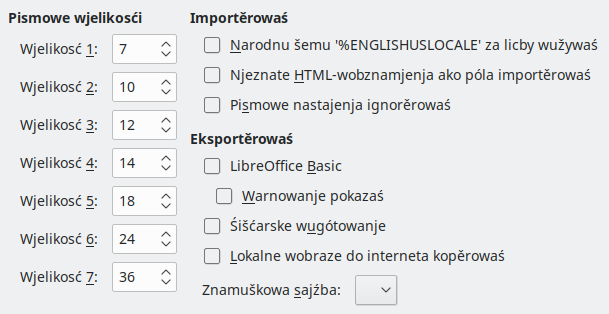 Pismowe wjelikosći
Wjelikosć 1: 7
Wjelikosć 2: 10
Wjelikosć 3: 12
Wjelikosć 4: 14
Wjelikosć 5: 18
Wjelikosć 6: 24
Wjelikosć 7: 36
Importěrowaś
Narodnu šemu '%ENGLISHUSLOCALE' za licby wužywaś
Njeznate HTML-wobznamjenja ako póla importěrowaś
Pismowe nastajenja ignorěrowaś
Eksportěrowaś
LibreOffice Basic
Warnowanje pokazaś
Śišćarske wugótowanje
Lokalne wobraze do interneta kopěrowaś
Znamuškowa sajźba: